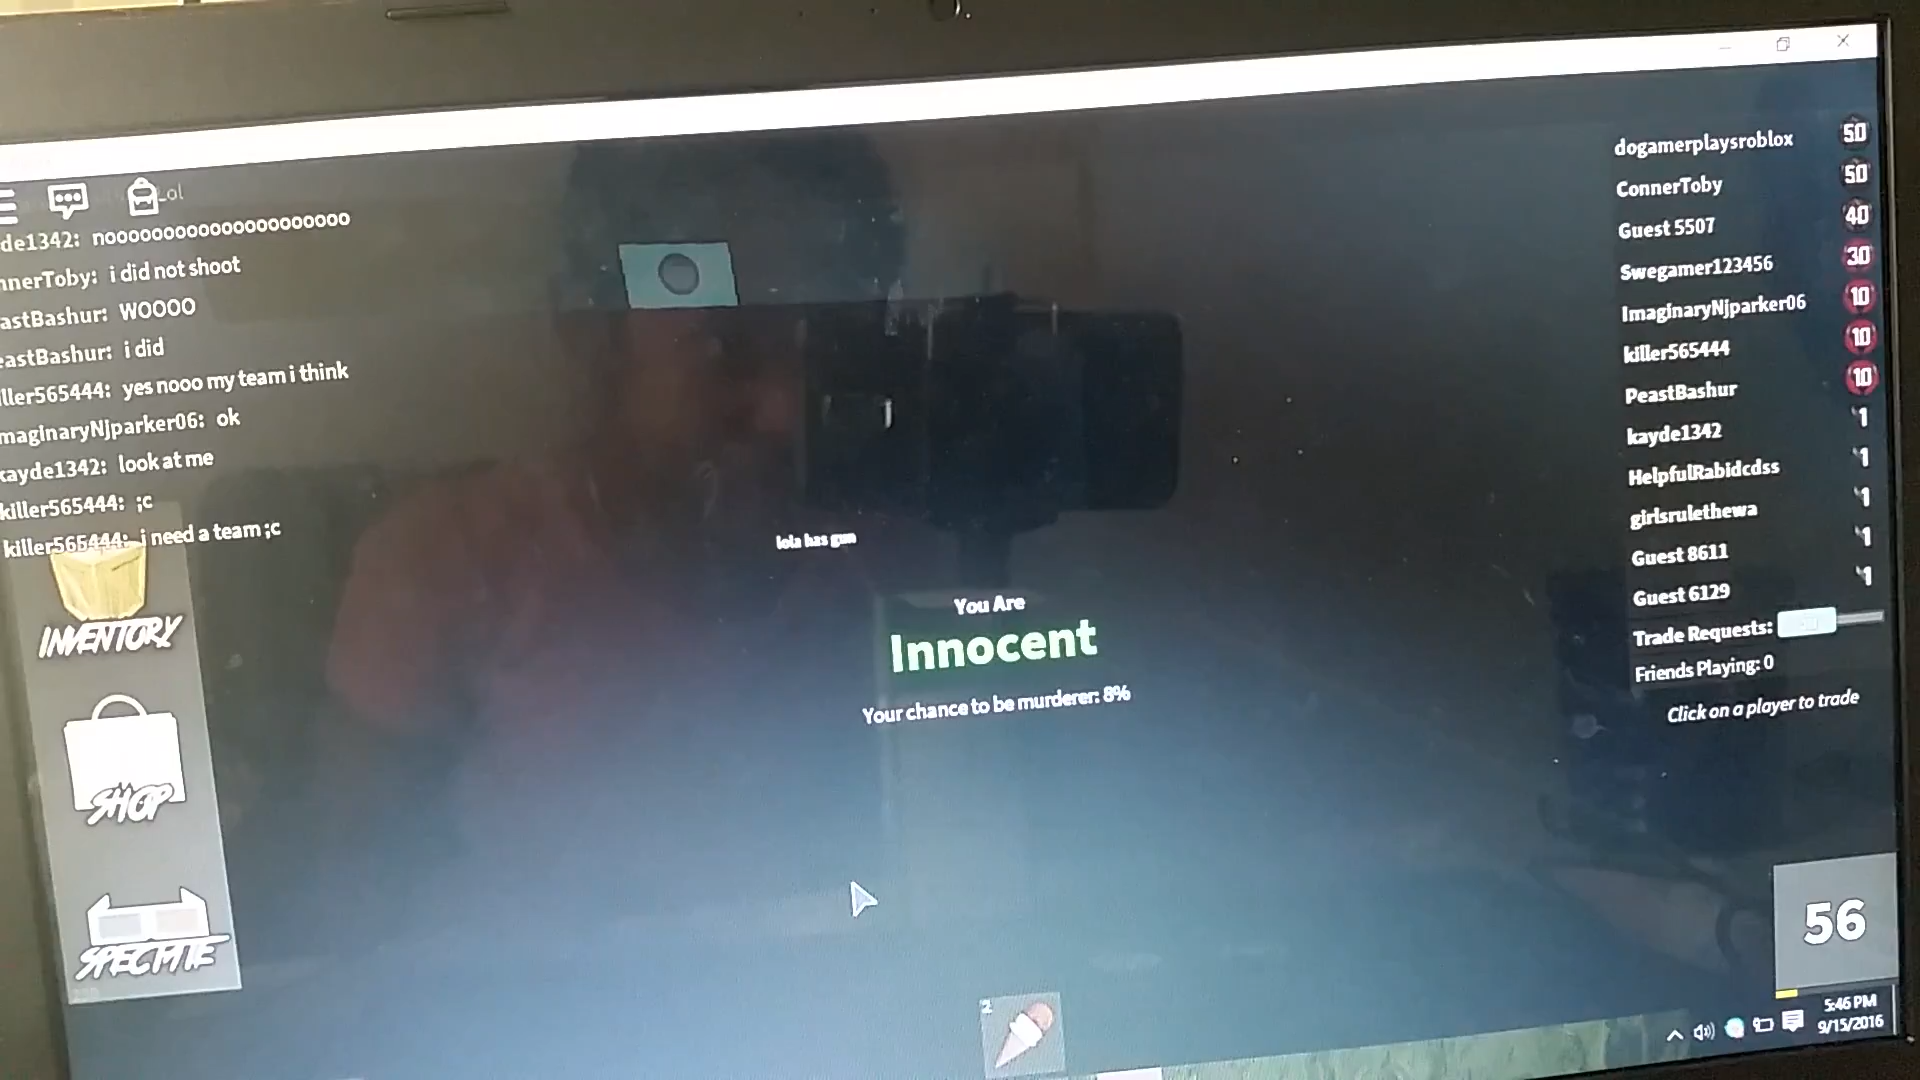 Lol
de1342: noooooooooooooooooooooo
nnerToby: i did not shoot
astBashur: WOOOO
eastBashur: i did
ller565444: yes nooo my team i think
maginaryNjparker06: ok
kayde1342: look at me
killer565444: ;c
killer565444: i need a team ;c
INVENTORY
SHOP
SPECTATE
lola has gun
You Are
Innocent
Your chance to be murderer: 8%
2
dogamerplaysroblox 50
ConnerToby 50
Guest 5507 40
Swegamer123456 30
ImaginaryNjparker06 10
killer565444 10
PeastBashur 10
kayde1342 1
HelpfulRabidcdss 1
girlsrulethewa 1
Guest 8611 1
Guest 6129 1
Trade Requests:
Friends Playing: 0
Click on a player to trade
56
5:46 PM
9/15/2016